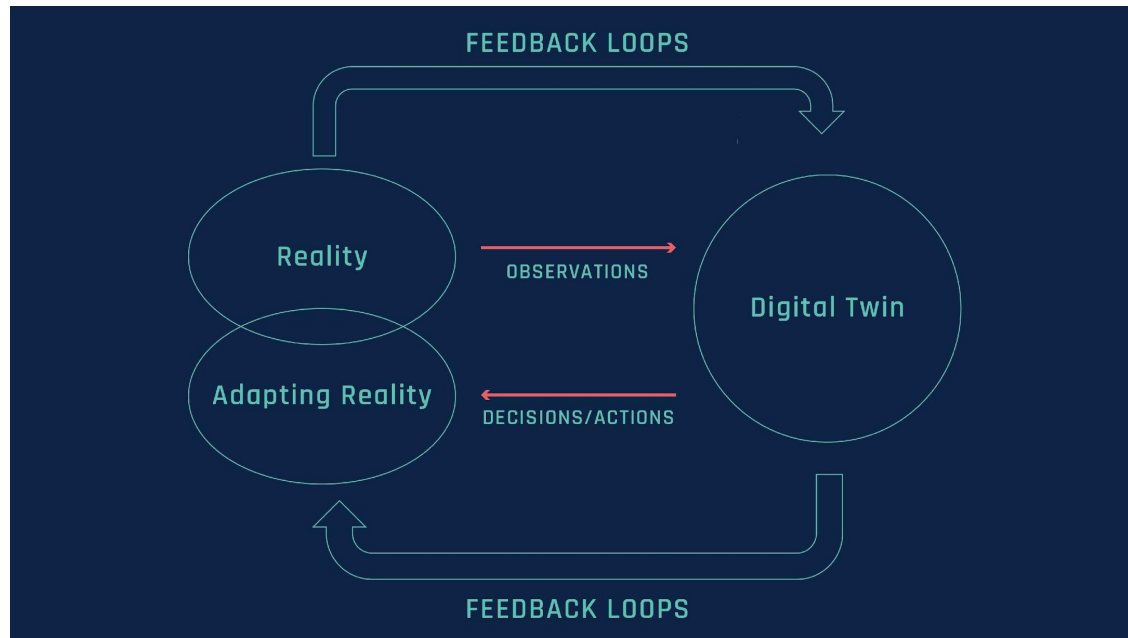 FEEDBACK LOOPS
Reality
OBSERVATIONS
Digital Twin
Adapting Reality
DECISIONS/ACTIONS
FEEDBACK LOOPS